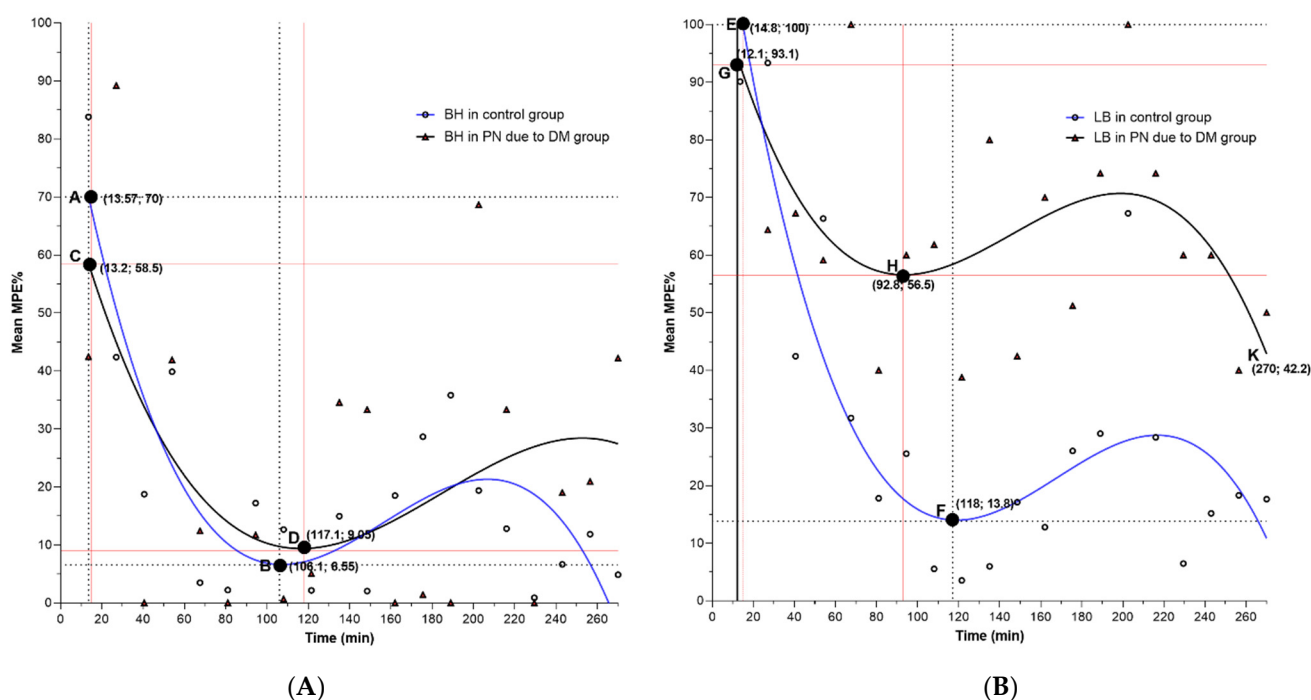 100
90
80
70
60
50
40
30
20
10
0
Mean MPE%
BH in control group
BH in PN due to DM group
A
(13.57; 70)
C
(13.2; 58.5)
D
(117.1; 9.05)
B
(106.1; 6.55)
0 20 40 60 80 100 120 140 160 180 200 220 240 260
Time (min)
(A)
100
90
80
70
60
50
40
30
20
10
0
Mean MPE%
E
(14.8; 100)
(12.1; 93.1)
G
LB in control group
LB in PN due to DM group
H
(92.8; 56.5)
K
(270; 42.2)
F
(118; 13.8)
0 20 40 60 80 100 120 140 160 180 200 220 240 260
Time (min)
(B)